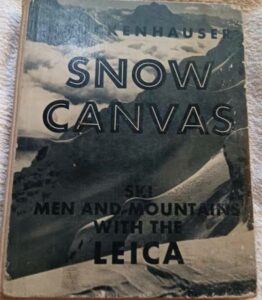 SNOW
CANVAS
SKI
MEN AND MOUNTAINS
WITH THE
LEICA